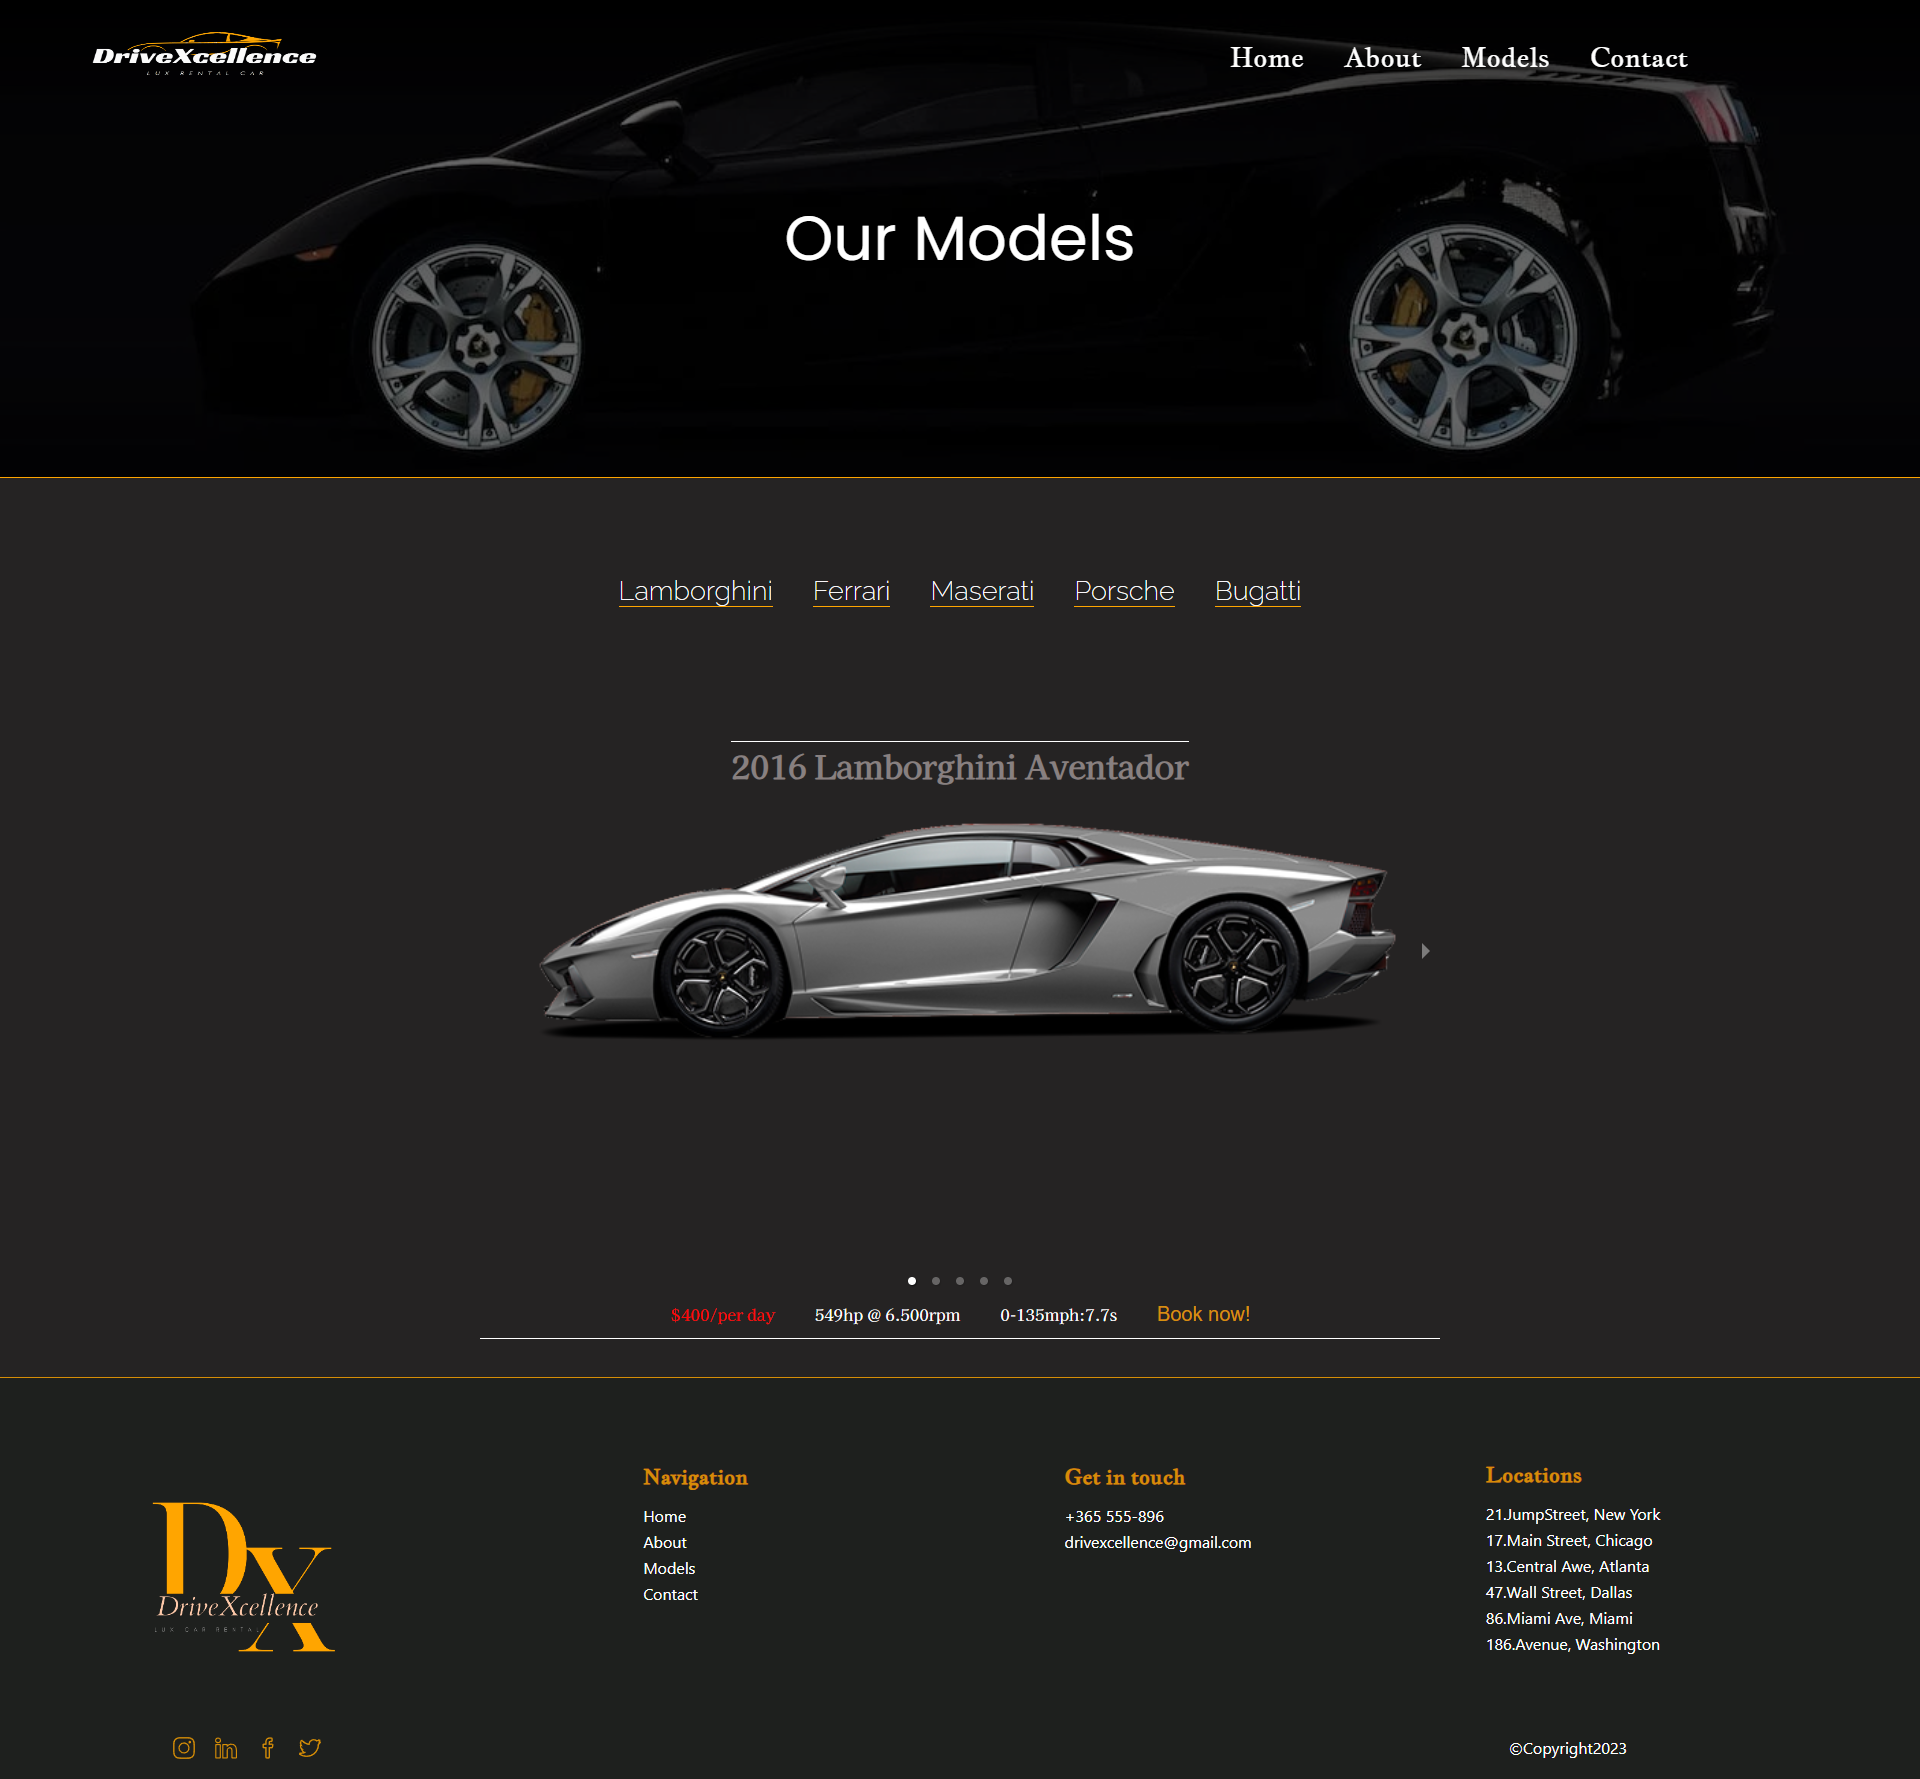 DriveXcellence
LUX RENTAL CAR
Home About Models Contact
Our Models
Lamborghini Ferrari Maserati Porsche Bugatti
2016 Lamborghini Aventador
$400/per day 549hp @ 6.500rpm 0-135mph:7.7s Book now!
DX
DriveXcellence
LUX CAR RENTAL
Navigation
Home
About
Models
Contact
Get in touch
+365 555-896
drivexcellence@gmail.com
Locations
21.JumpStreet, New York
17.Main Street, Chicago
13.Central Awe, Atlanta
47.Wall Street, Dallas
86.Miami Ave, Miami
186.Avenue, Washington
©Copyright2023